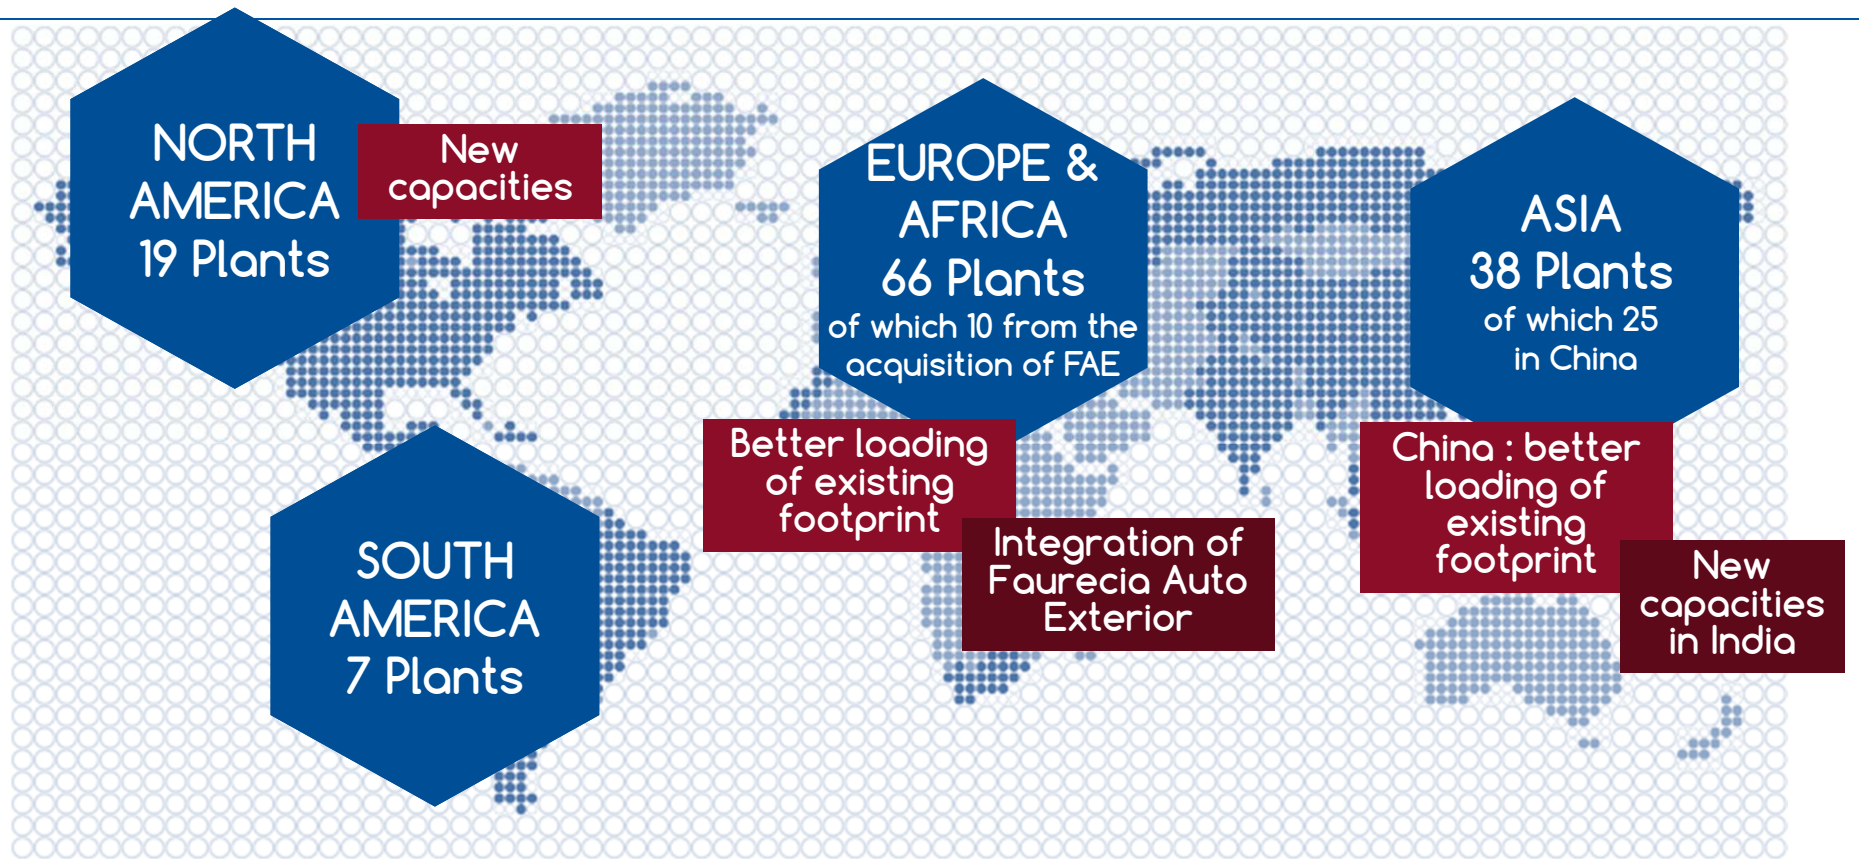 NORTH
AMERICA
19 Plants
New
capacities
EUROPE &
AFRICA
66 Plants
of which 10 from the
acquisition of FAE
ASIA
38 Plants
of which 25
in China
Better loading
of existing
footprint
Integration of
Faurecia Auto
Exterior
China : better
loading of
existing
footprint
New
capacities
in India
SOUTH
AMERICA
7 Plants